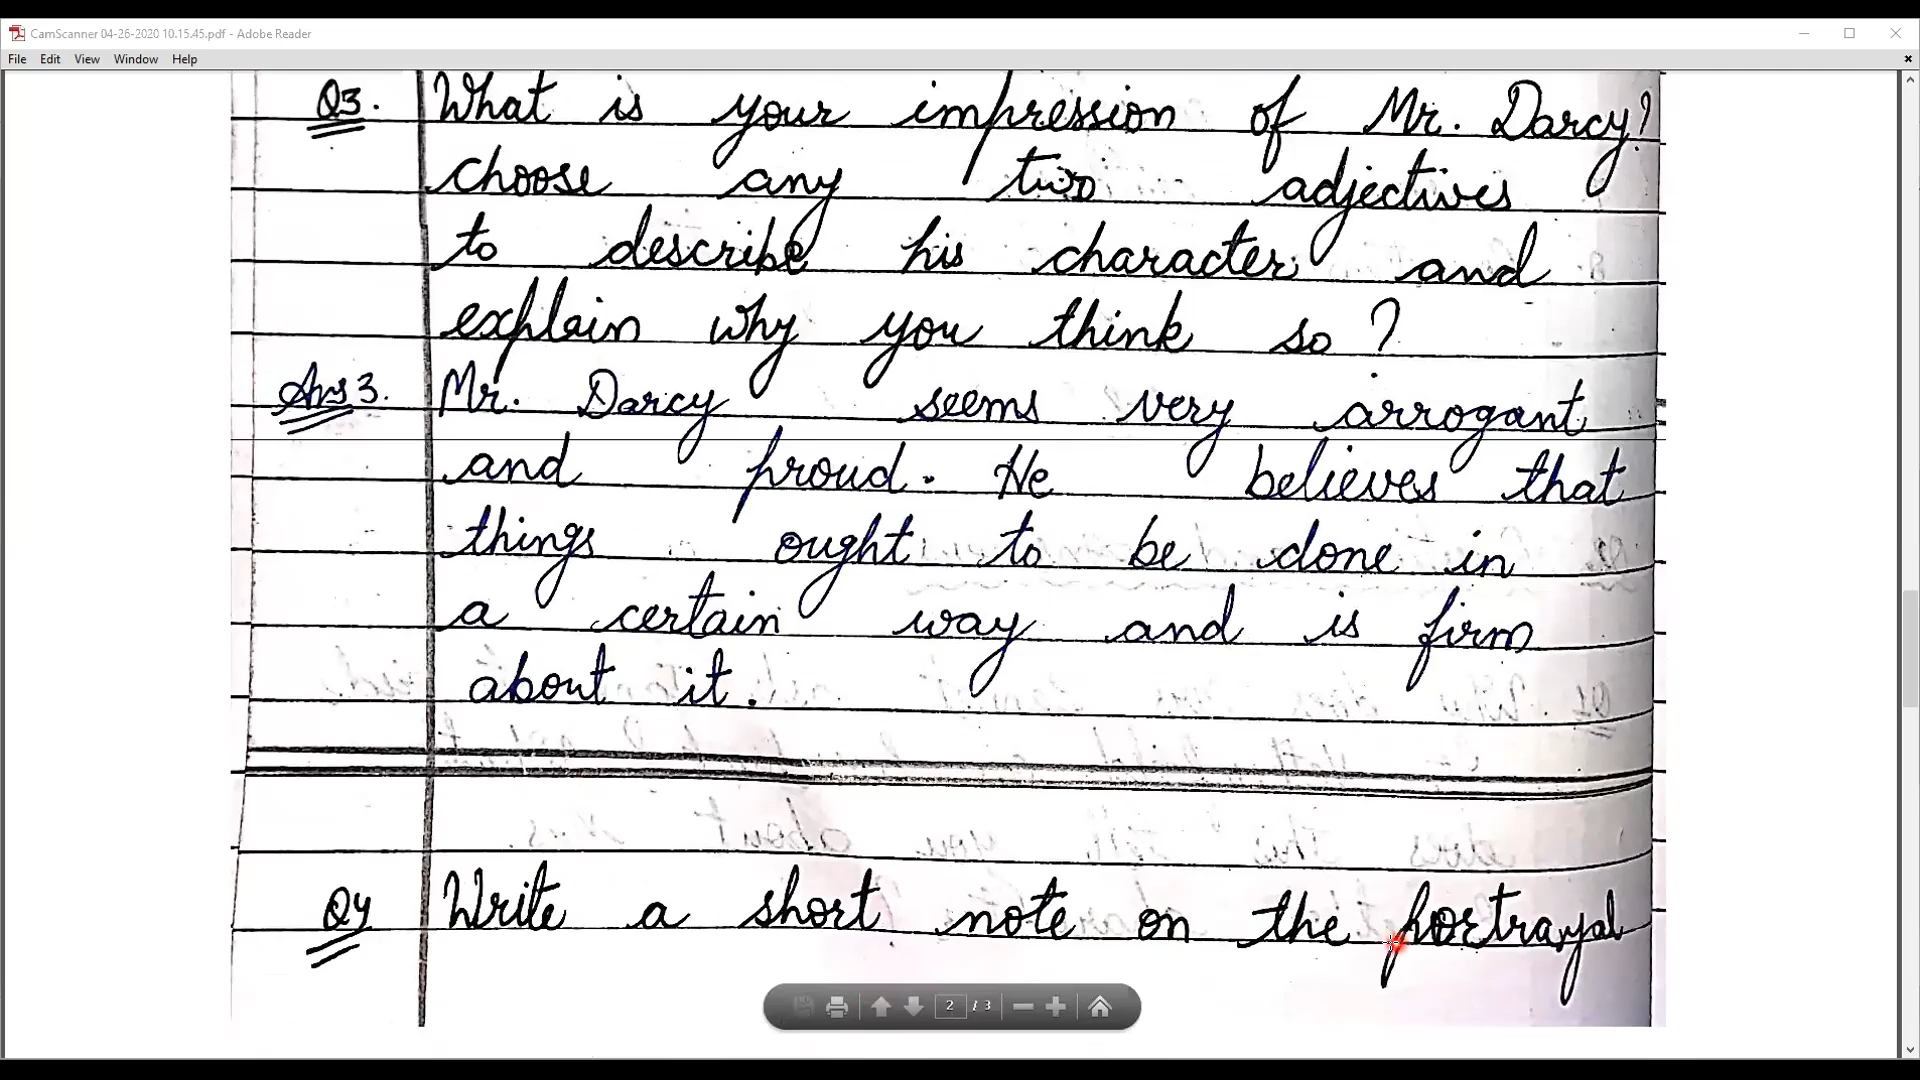 CamScanner 04-26-2020 10.15.45.pdf - Adobe Reader
File Edit View Window Help
Q3. What is your impression of Mr. Darcy?
choose any two adjectives
to describe his character and
explain why you think so?
Ans 3. Mr. Darcy seems very arrogant
and proud. He believes that
things ought to be done in
a certain way and is firm
about it.
Q4 Write a short note on the portrayal
2 / 3